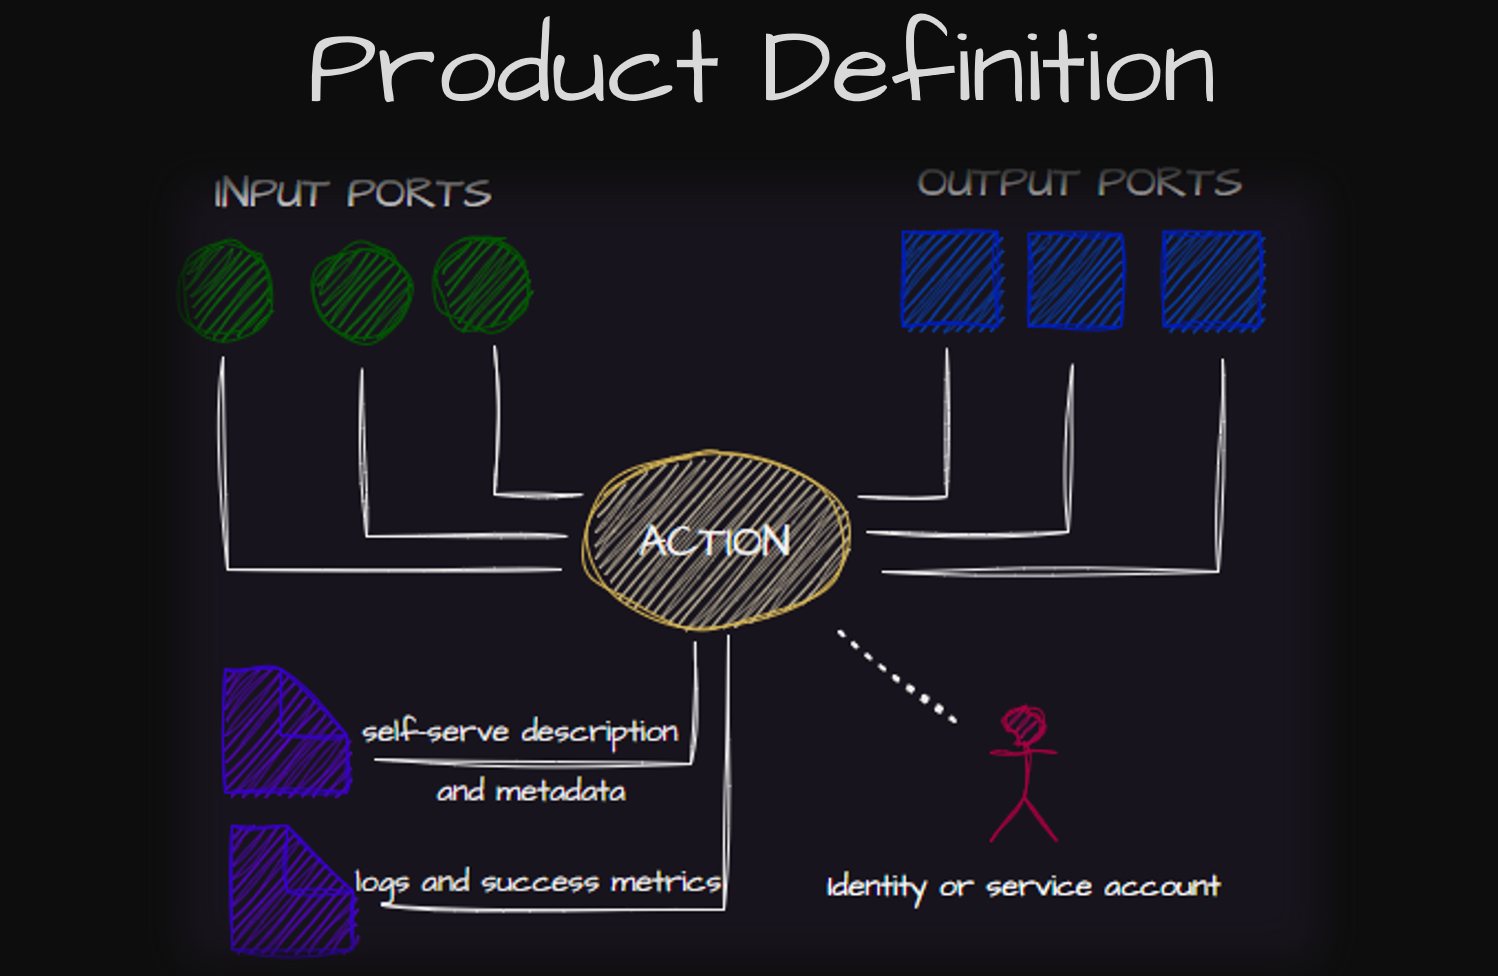 Product Definition
INPUT PORTS
OUTPUT PORTS
ACTION
self-serve description
and metadata
logs and success metrics
Identity or service account